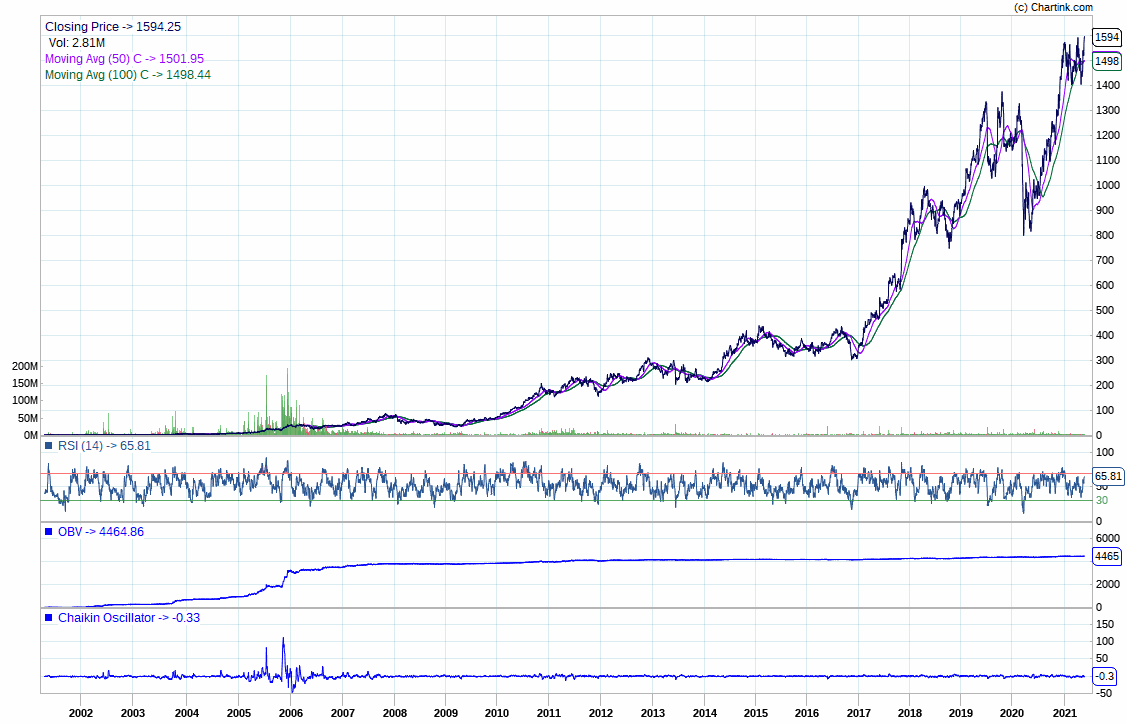 (c) Chartink.com
Closing Price -> 1594.25
Vol: 2.81M
Moving Avg (50) C -> 1501.95
Moving Avg (100) C -> 1498.44
1594
1498
1400
1300
1200
1100
1000
900
800
700
600
500
400
300
200
100
0
200M
150M
100M
50M
0M
RSI (14) -> 65.81
100
65.81
50
30
0
OBV -> 4464.86
6000
4465
2000
0
Chaikin Oscillator -> -0.33
150
100
50
-0.3
-50
2002 2003 2004 2005 2006 2007 2008 2009 2010 2011 2012 2013 2014 2015 2016 2017 2018 2019 2020 2021